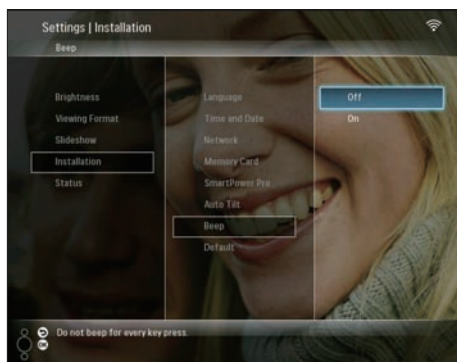 Settings | Installation
Beep
Brightness
Viewing Format
Slideshow
Installation
Status
Language
Time and Date
Network
Memory Card
SmartPower Pro
Auto Tilt
Beep
Default
Off
On
Do not beep for every key press.
OK